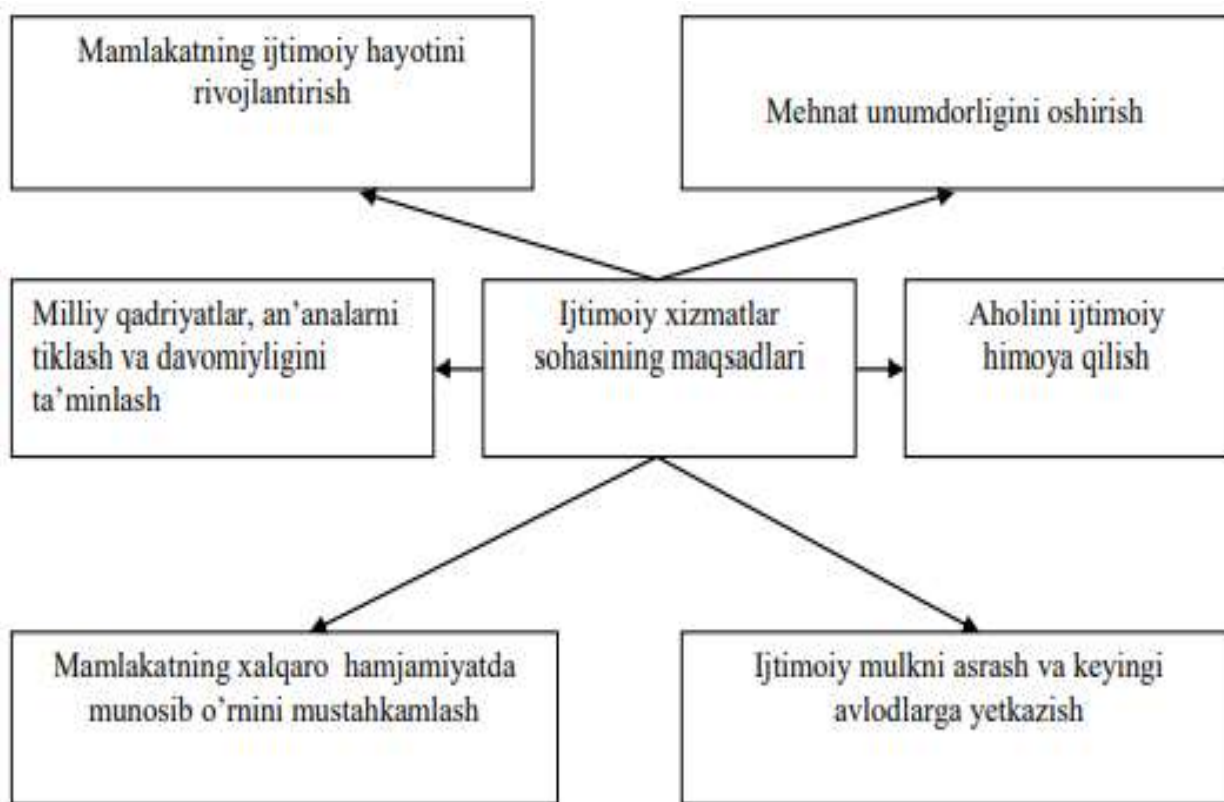 Mamlakatning ijtimoiy hayotini
rivojlantirish
Mehnat unumdorligini oshirish
Milliy qadriyatlar, an’analarni
tiklash va davomiyligini
ta’minlash
Ijtimoiy xizmatlar
sohasining maqsadlari
Aholini ijtimoiy
himoya qilish
Mamlakatning xalqaro hamjamiyatda
munosib o’rnini mustahkamlash
Ijtimoiy mulkni asrash va keyingi
avlodlarga yetkazish